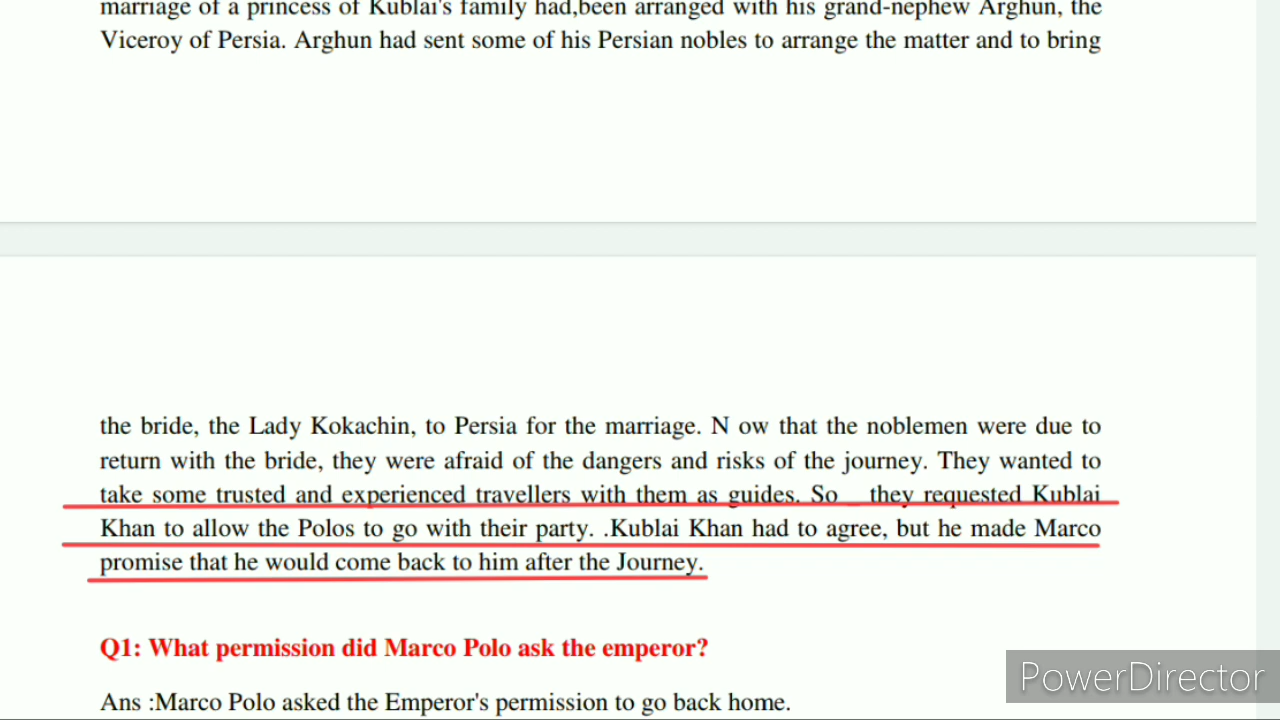 marriage of a princess of Kublai's family had,been arranged with his grand-nephew Arghun, the
Viceroy of Persia. Arghun had sent some of his Persian nobles to arrange the matter and to bring
the bride, the Lady Kokachin, to Persia for the marriage. N ow that the noblemen were due to
return with the bride, they were afraid of the dangers and risks of the journey. They wanted to
take some trusted and experienced travellers with them as guides. So __ they requested Kublai
Khan to allow the Polos to go with their party. .Kublai Khan had to agree, but he made Marco
promise that he would come back to him after the Journey.
Q1: What permission did Marco Polo ask the emperor?
Ans :Marco Polo asked the Emperor's permission to go back home.
PowerDirector